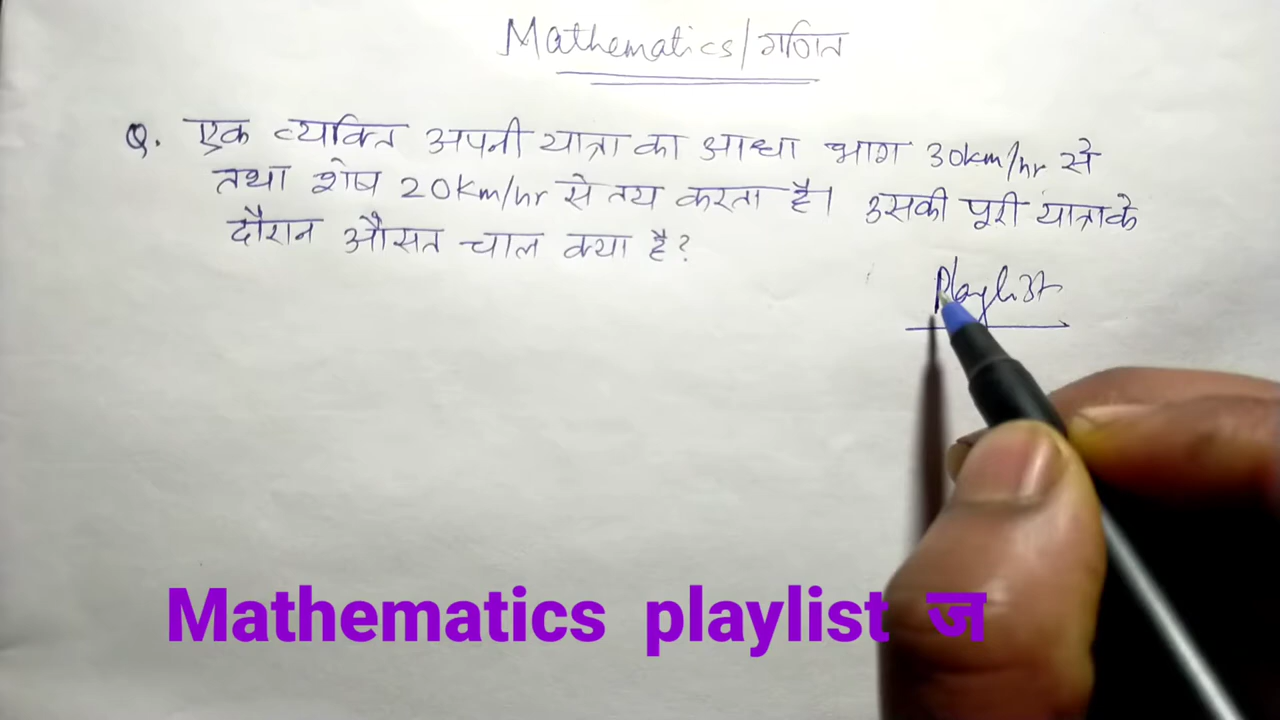 Mathematics/गणित
Q. एक व्यक्ति अपनी यात्रा का आधा भाग 30km/hr से
तथा शेष 20km/hr से तय करता है। उसकी पूरी यात्रा के
दौरान औसत चाल क्या है?
Playlist
Mathematics playlist ज